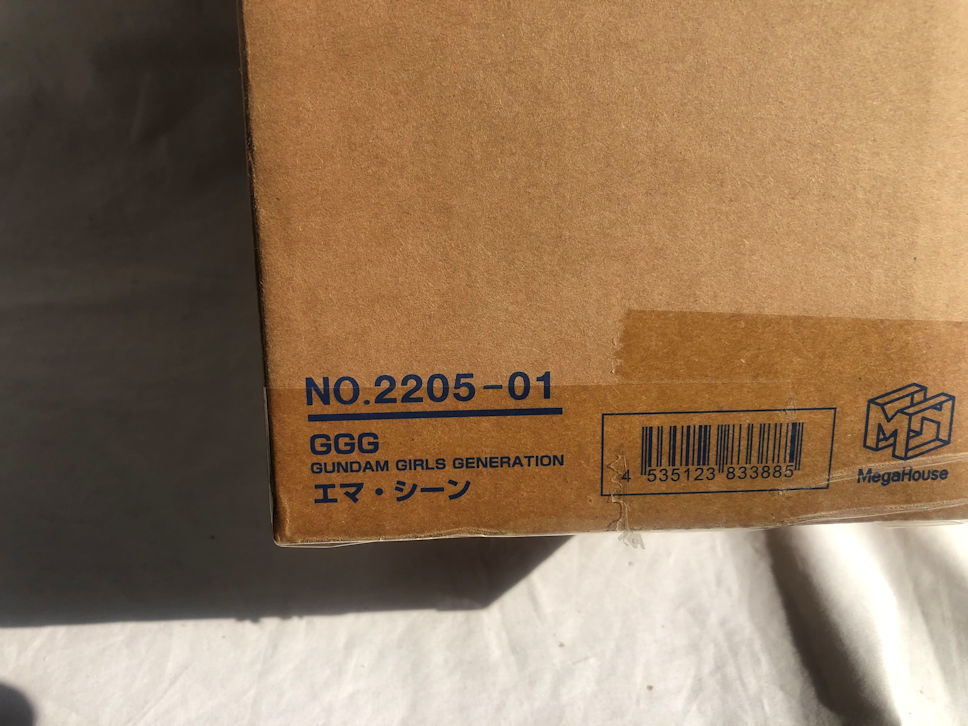 NO.2205-01
GGG
GUNDAM GIRLS GENERATION
エマ・シーン
4 535123 833885
MegaHouse